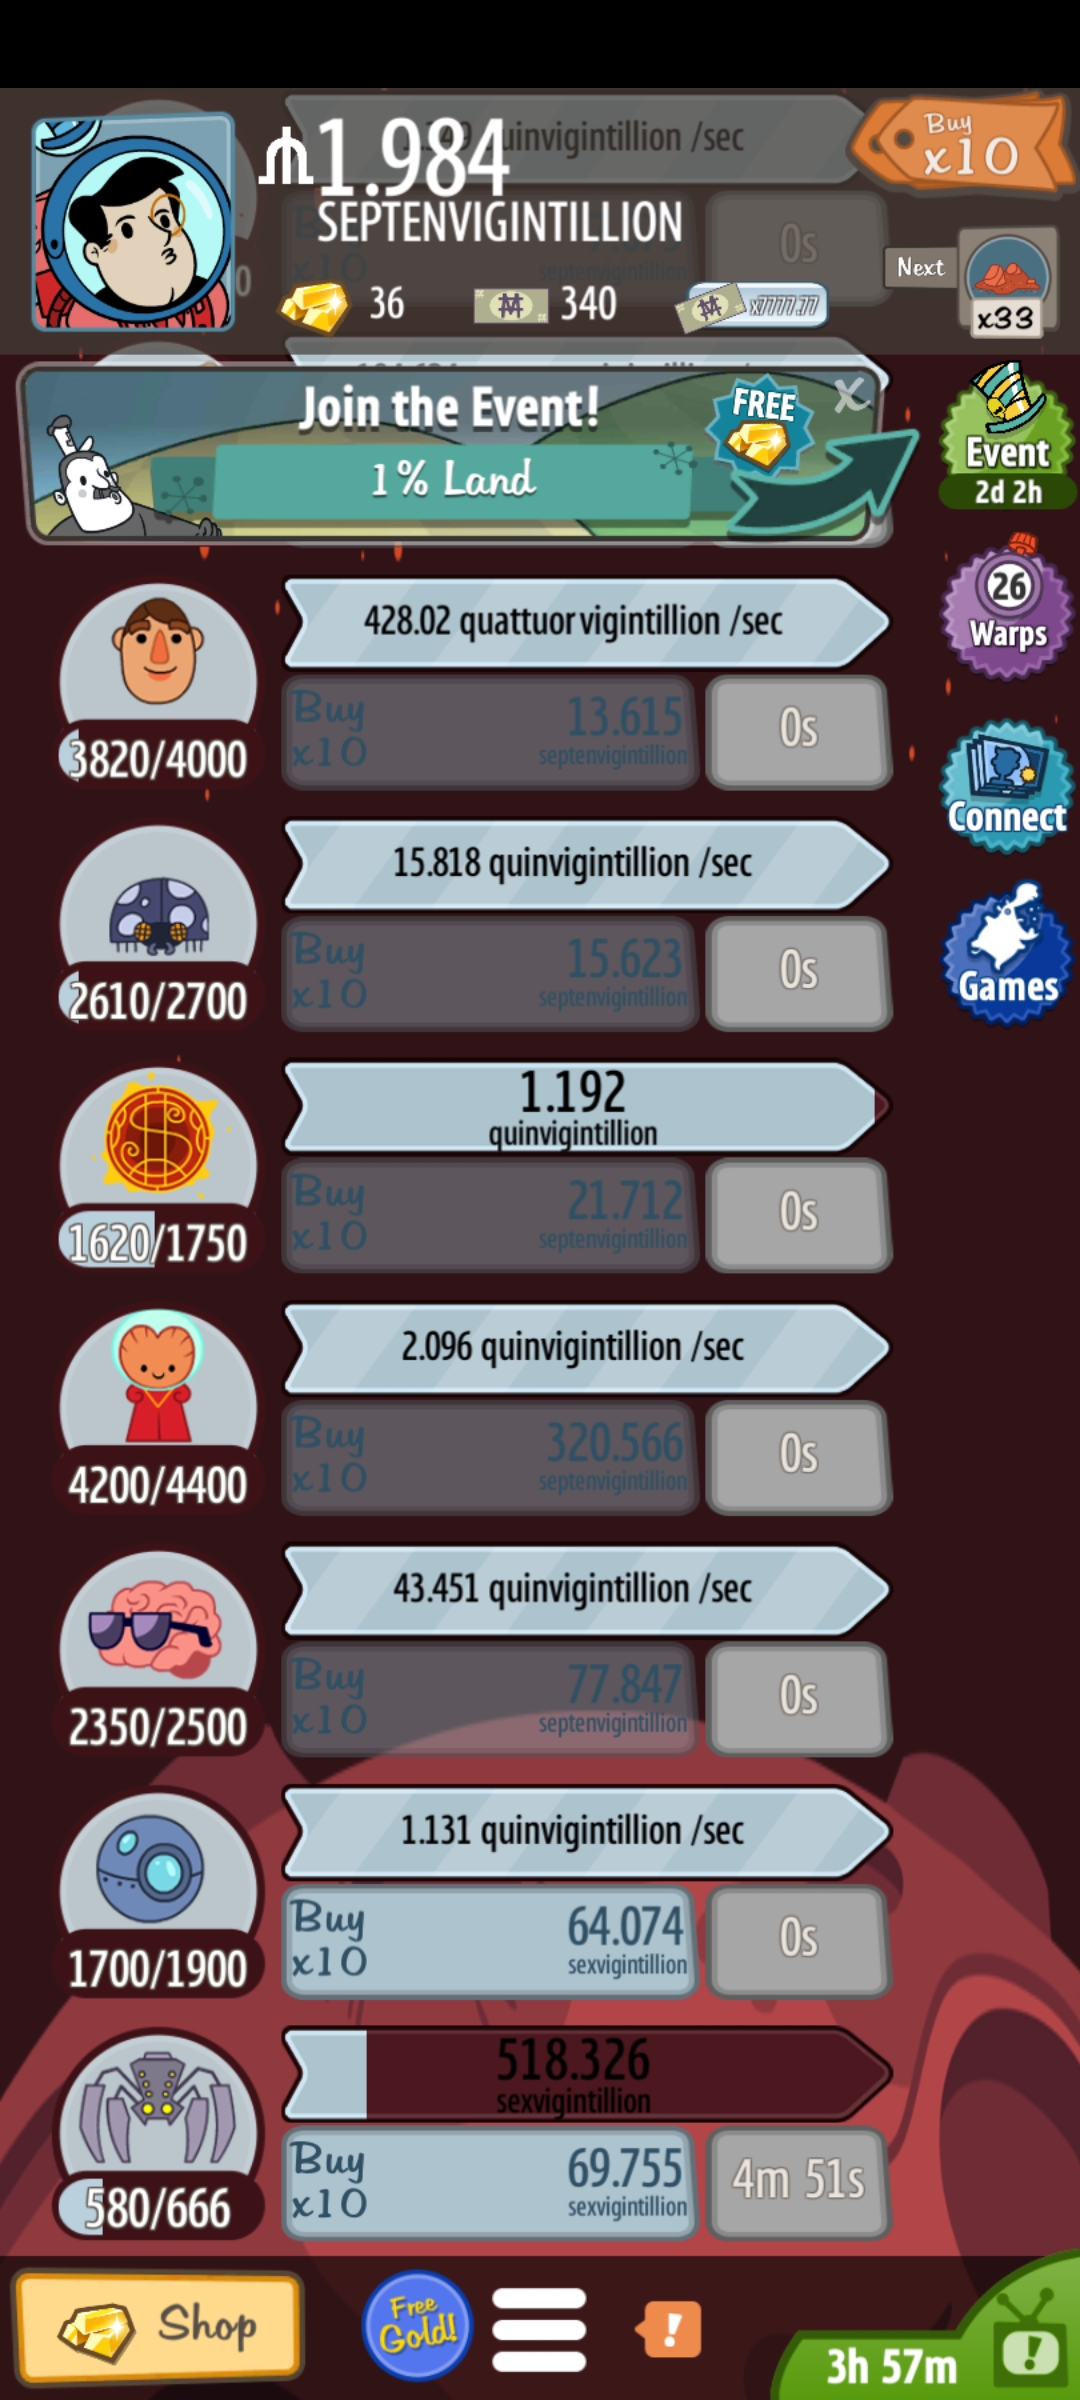 quinvigintillion /sec
₼1.984
SEPTENVIGINTILLION
Buy
x10
0s
septenvigintillion
36
340
x7777.77
Next
x33
Join the Event!
FREE
X
1% Land
Event
2d 2h
428.02 quattuorvigintillion /sec
Buy
x10
13.615
septenvigintillion
0s
3820/4000
26
Warps
15.818 quinvigintillion /sec
Buy
x10
15.623
septenvigintillion
0s
2610/2700
Connect
Games
1.192
quinvigintillion
Buy
x10
21.712
septenvigintillion
0s
1620/1750
2.096 quinvigintillion /sec
Buy
x10
320.566
septenvigintillion
0s
4200/4400
43.451 quinvigintillion /sec
Buy
x10
77.847
septenvigintillion
0s
2350/2500
1.131 quinvigintillion /sec
Buy
x10
64.074
sexvigintillion
0s
1700/1900
518.326
sexvigintillion
Buy
x10
69.755
sexvigintillion
4m 51s
580/666
Shop
Free
Gold!
!
3h 57m
!